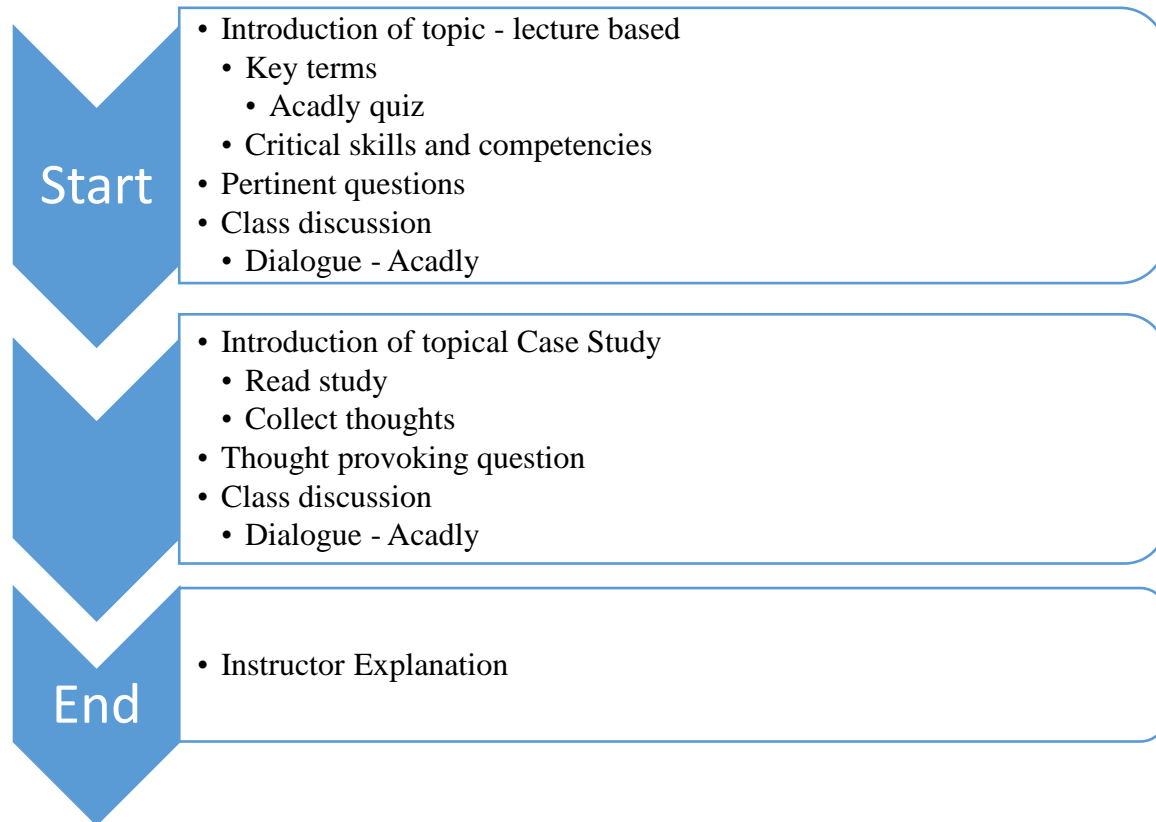 Start
• Introduction of topic - lecture based
• Key terms
• Acadly quiz
• Critical skills and competencies
• Pertinent questions
• Class discussion
• Dialogue - Acadly
• Introduction of topical Case Study
• Read study
• Collect thoughts
• Thought provoking question
• Class discussion
• Dialogue - Acadly
End
• Instructor Explanation